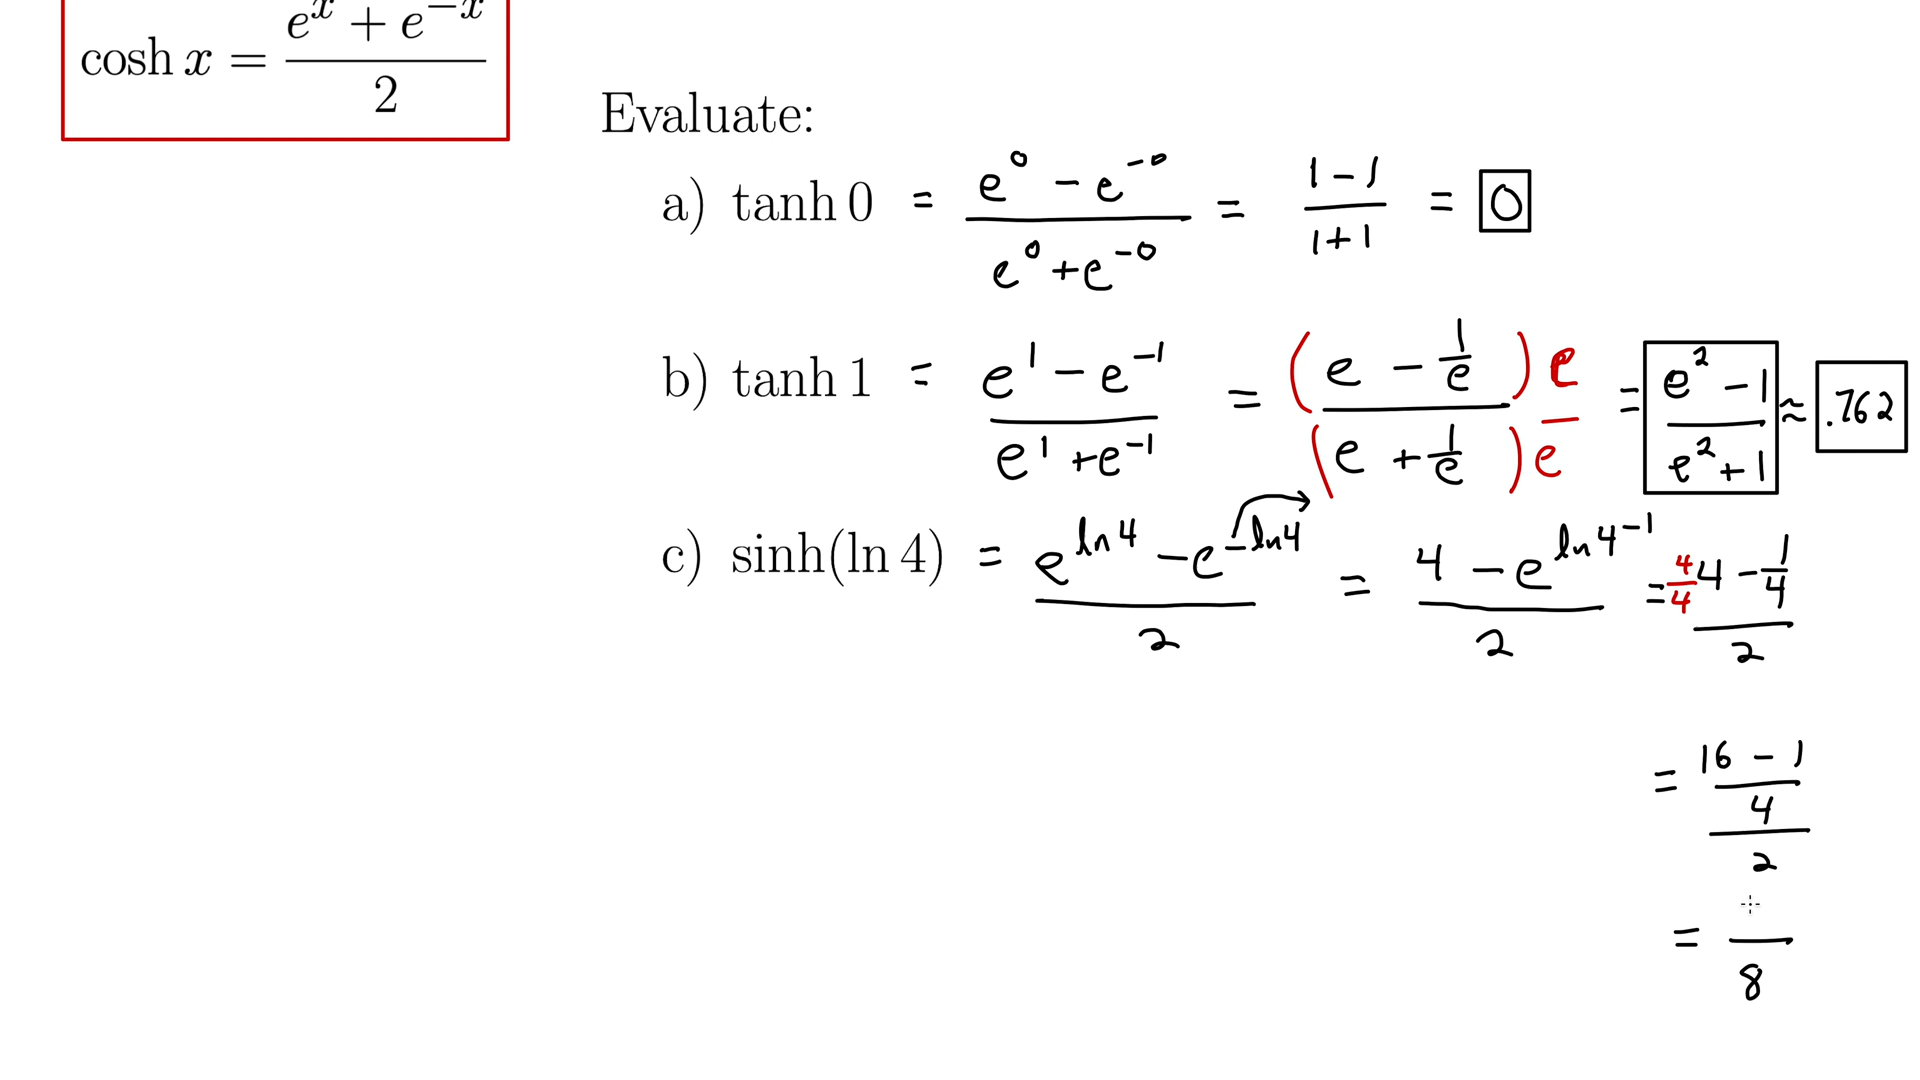 cosh x = (e^x + e^{-x})/2
Evaluate:
a) tanh 0 = (e^0 - e^{-0})/(e^0 + e^{-0}) = (1 - 1)/(1 + 1) = 0
b) tanh 1 = (e^1 - e^{-1})/(e^1 + e^{-1}) = (e - 1/e) e/(e + 1/e) e = (e^2 - 1)/(e^2 + 1) ≈ .762
c) sinh(ln 4) = (e^{ln 4} - e^{-ln 4})/2 = (4 - e^{ln 4^{-1}})/2 = (4/4 4 - 1/4)/2
= ((16 - 1)/4)/2
= /8